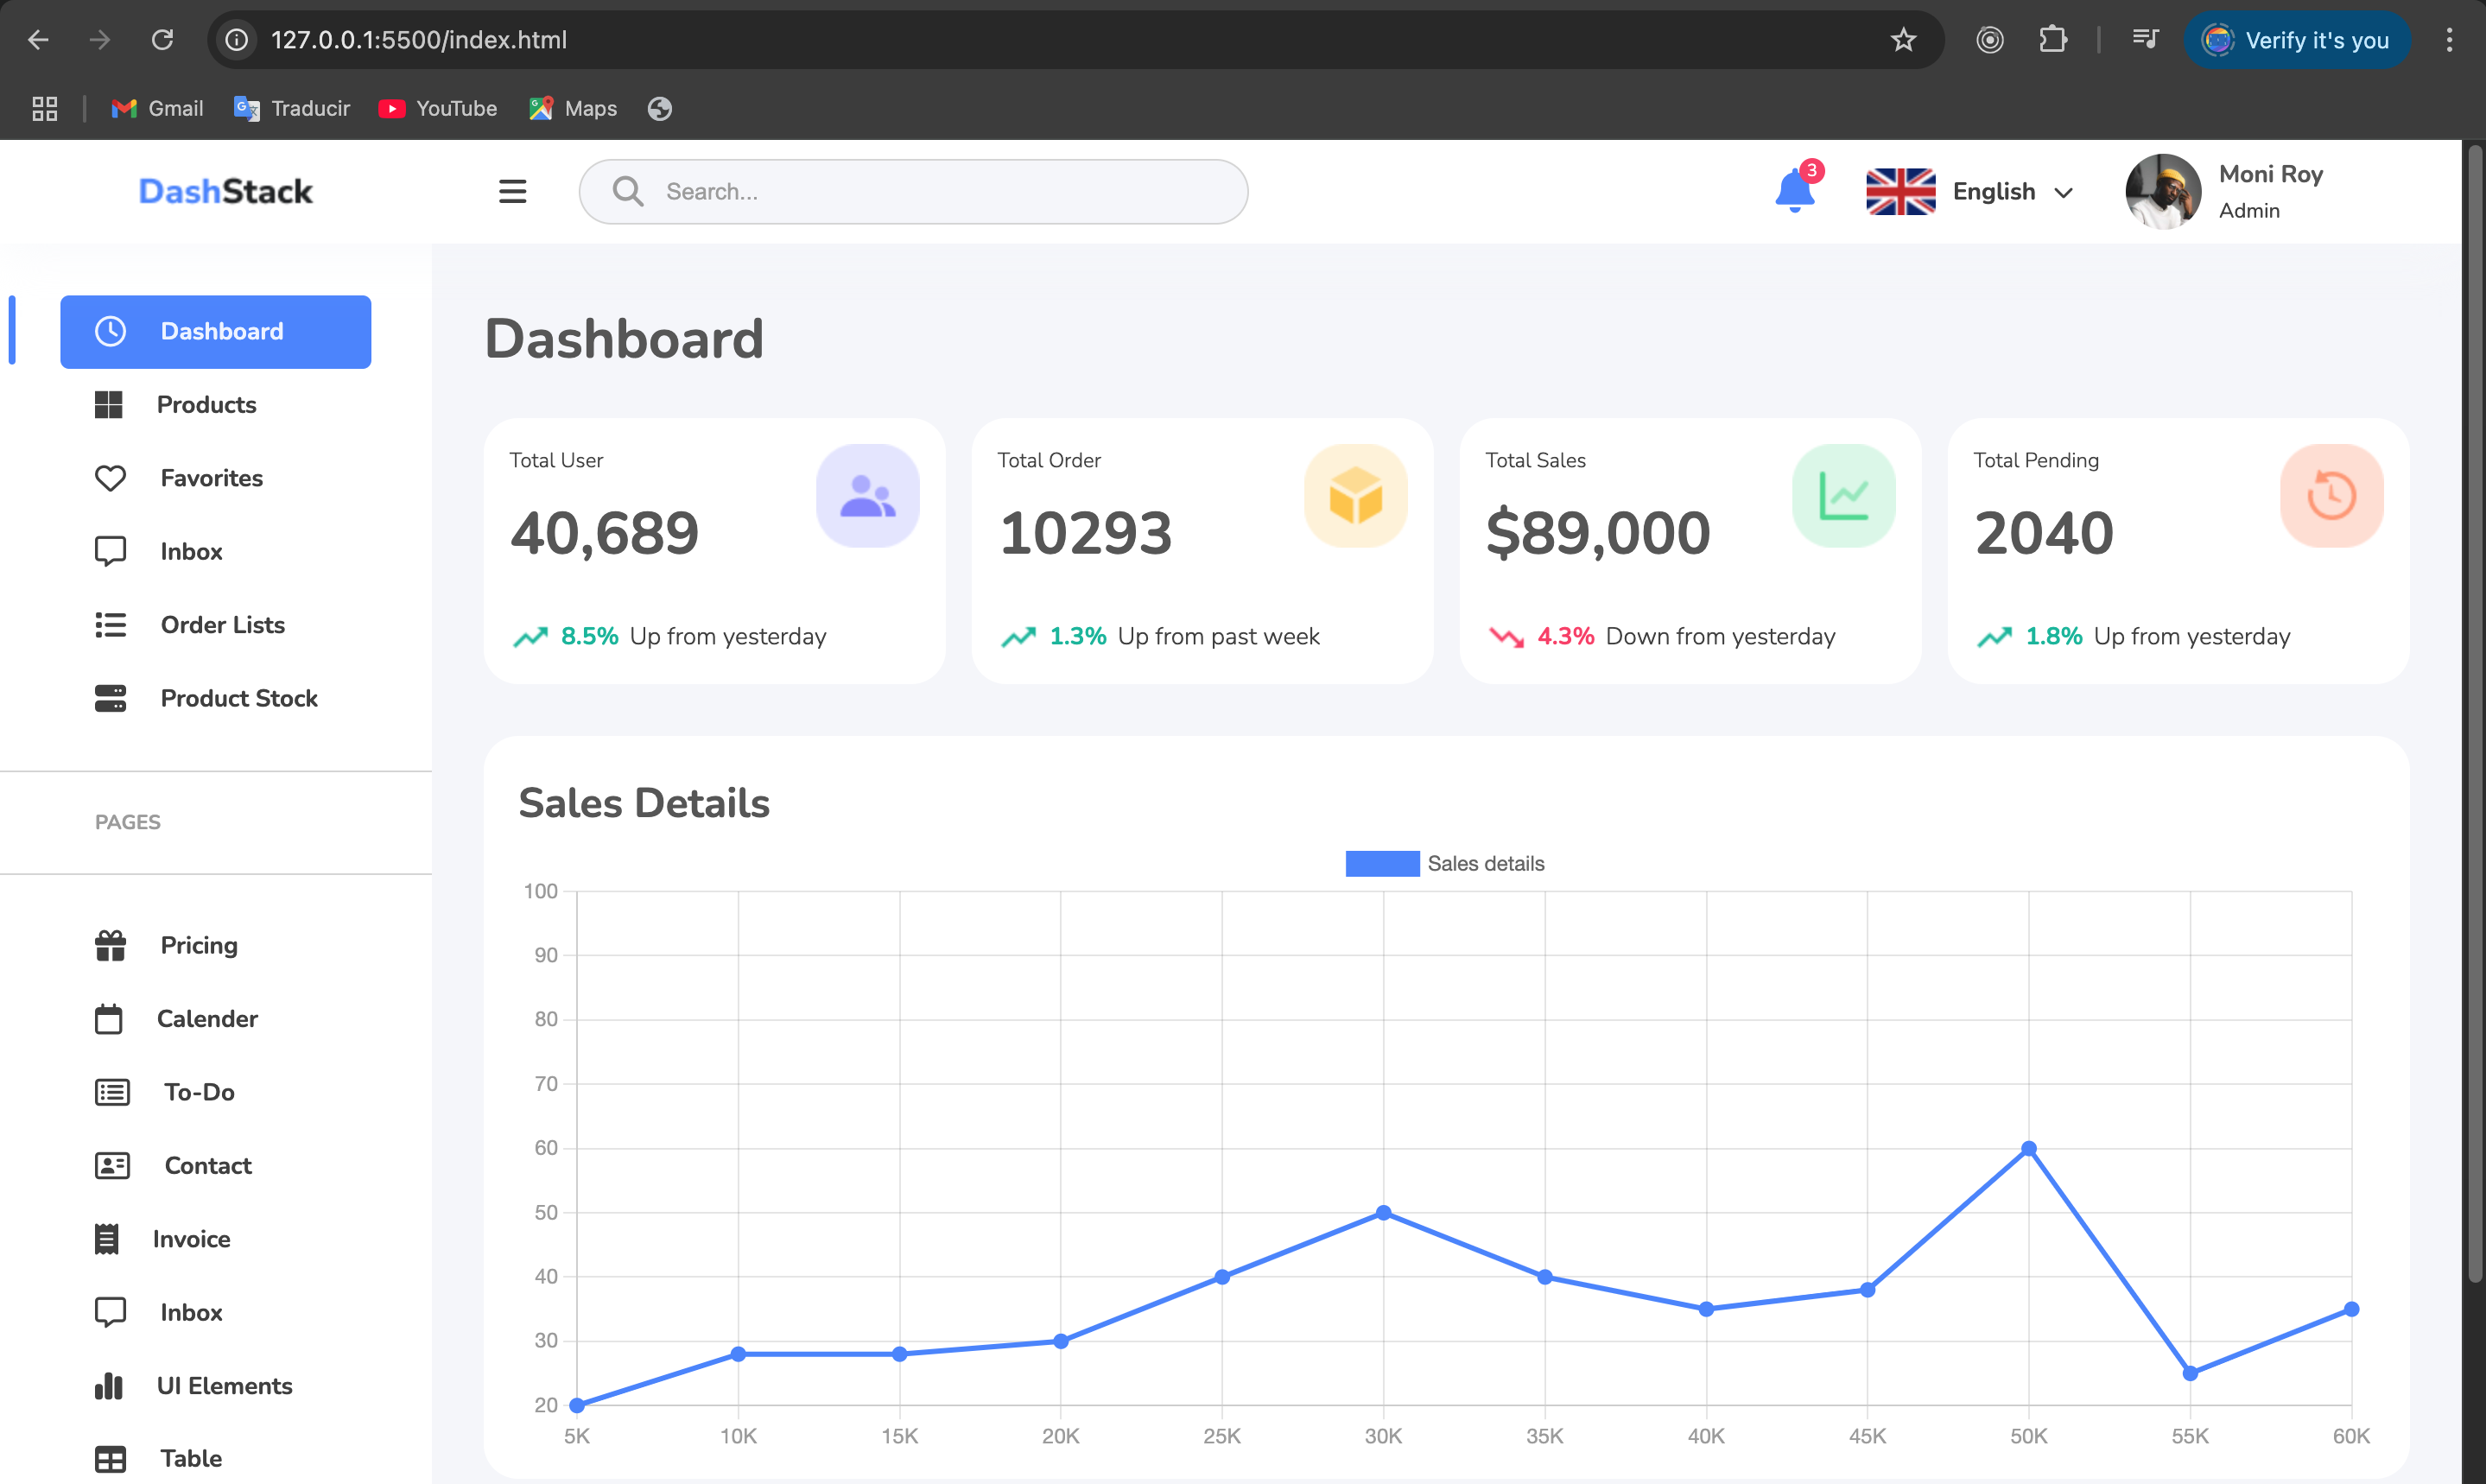 127.0.0.1:5500/index.html
Verify it's you
Gmail
Traducir
YouTube
Maps
DashStack
Search...
3
English
Moni Roy
Admin
Dashboard
Products
Favorites
Inbox
Order Lists
Product Stock
PAGES
Pricing
Calender
To-Do
Contact
Invoice
Inbox
UI Elements
Table
Dashboard
Total User
40,689
8.5% Up from yesterday
Total Order
10293
1.3% Up from past week
Total Sales
$89,000
4.3% Down from yesterday
Total Pending
2040
1.8% Up from yesterday
Sales Details
Sales details
100
90
80
70
60
50
40
30
20
5K 10K 15K 20K 25K 30K 35K 40K 45K 50K 55K 60K